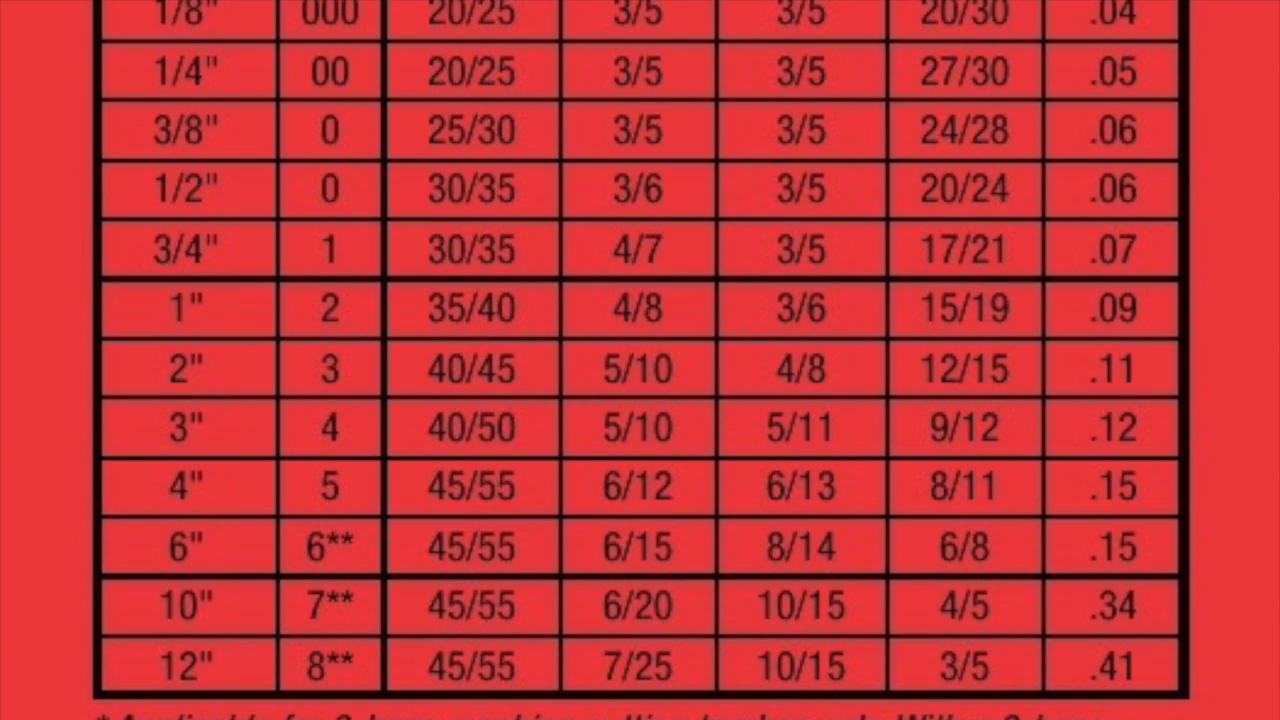 1/8" 000 20/25 3/5 3/5 20/30 .04
1/4" 00 20/25 3/5 3/5 27/30 .05
3/8" 0 25/30 3/5 3/5 24/28 .06
1/2" 0 30/35 3/6 3/5 20/24 .06
3/4" 1 30/35 4/7 3/5 17/21 .07
1" 2 35/40 4/8 3/6 15/19 .09
2" 3 40/45 5/10 4/8 12/15 .11
3" 4 40/50 5/10 5/11 9/12 .12
4" 5 45/55 6/12 6/13 8/11 .15
6" 6** 45/55 6/15 8/14 6/8 .15
10" 7** 45/55 6/20 10/15 4/5 .34
12" 8** 45/55 7/25 10/15 3/5 .41